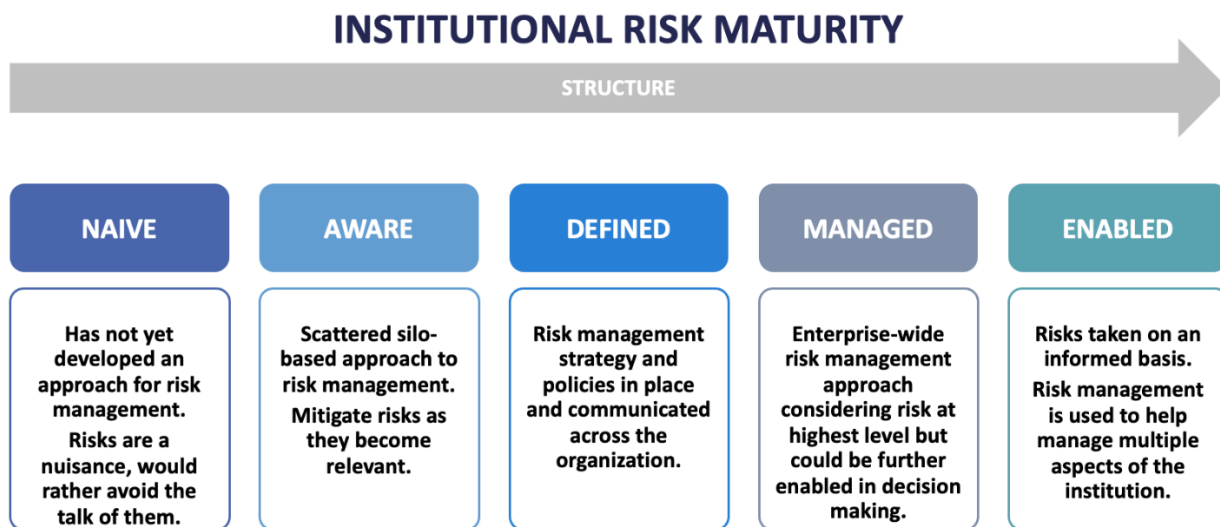 INSTITUTIONAL RISK MATURITY
STRUCTURE
NAIVE
AWARE
DEFINED
MANAGED
ENABLED
Has not yet
developed an
approach for risk
management.
Risks are a
nuisance, would
rather avoid the
talk of them.
Scattered silo-
based approach to
risk management.
Mitigate risks as
they become
relevant.
Risk management
strategy and
policies in place
and communicated
across the
organization.
Enterprise-wide
risk management
approach
considering risk at
highest level but
could be further
enabled in decision
making.
Risks taken on an
informed basis.
Risk management
is used to help
manage multiple
aspects of the
institution.